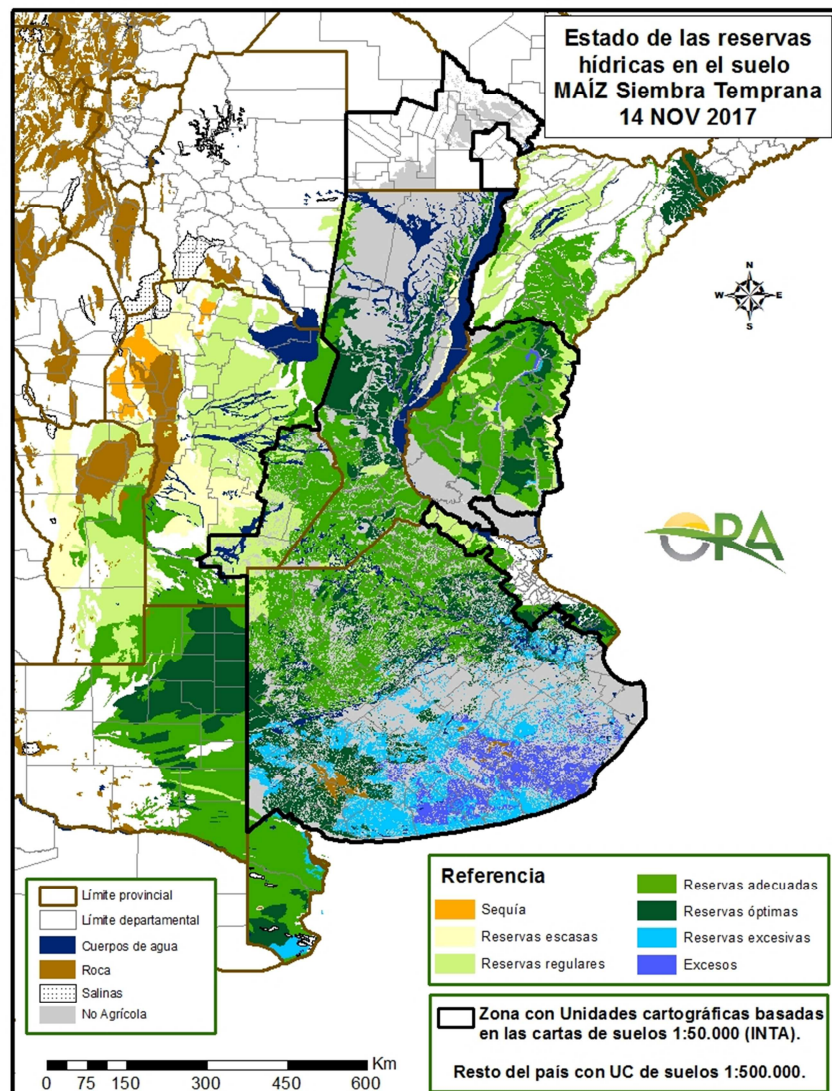 Estado de las reservas
hídricas en el suelo
MAÍZ Siembra Temprana
14 NOV 2017
N
W E
S
OPA
Límite provincial
Límite departamental
Cuerpos de agua
Roca
Salinas
No Agrícola
Referencia
Sequía
Reservas escasas
Reservas regulares
Reservas adecuadas
Reservas óptimas
Reservas excesivas
Excesos
Zona con Unidades cartográficas basadas
en las cartas de suelos 1:50.000 (INTA).
Resto del país con UC de suelos 1:500.000.
Km
0 75 150 300 450 600